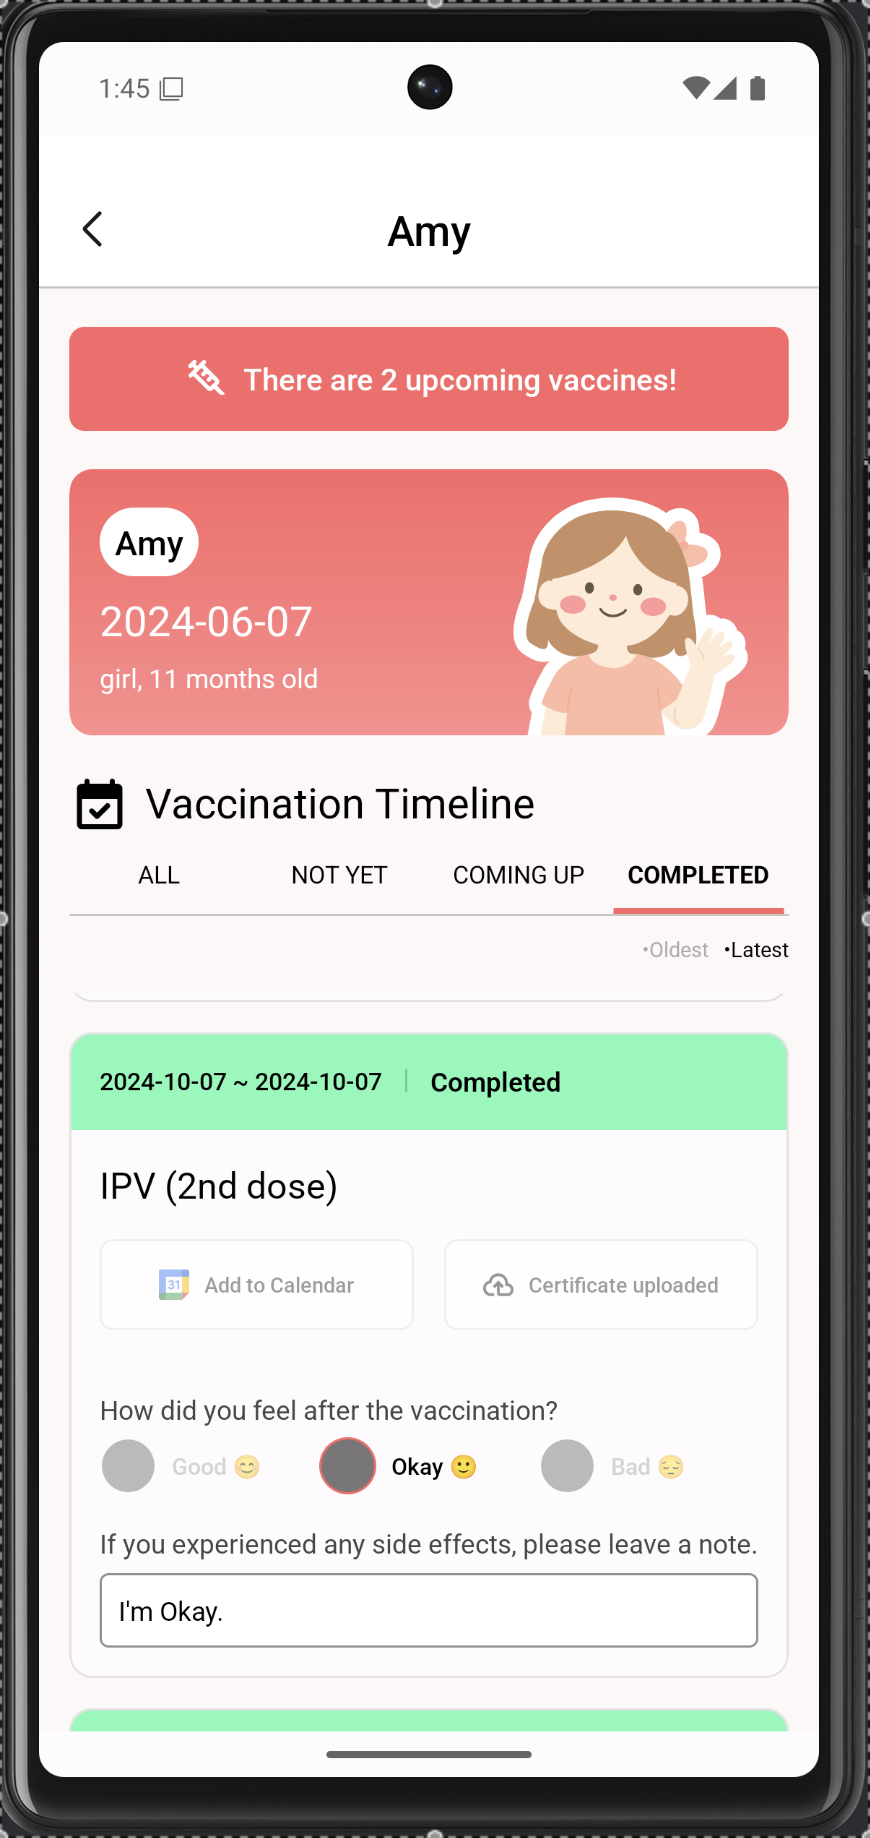 1:45
Amy
There are 2 upcoming vaccines!
Amy
2024-06-07
girl, 11 months old
Vaccination Timeline
ALL NOT YET COMING UP COMPLETED
•Oldest •Latest
2024-10-07 ~ 2024-10-07 | Completed
IPV (2nd dose)
31 Add to Calendar Certificate uploaded
How did you feel after the vaccination?
Good 😊 Okay 🙂 Bad 😔
If you experienced any side effects, please leave a note.
I'm Okay.